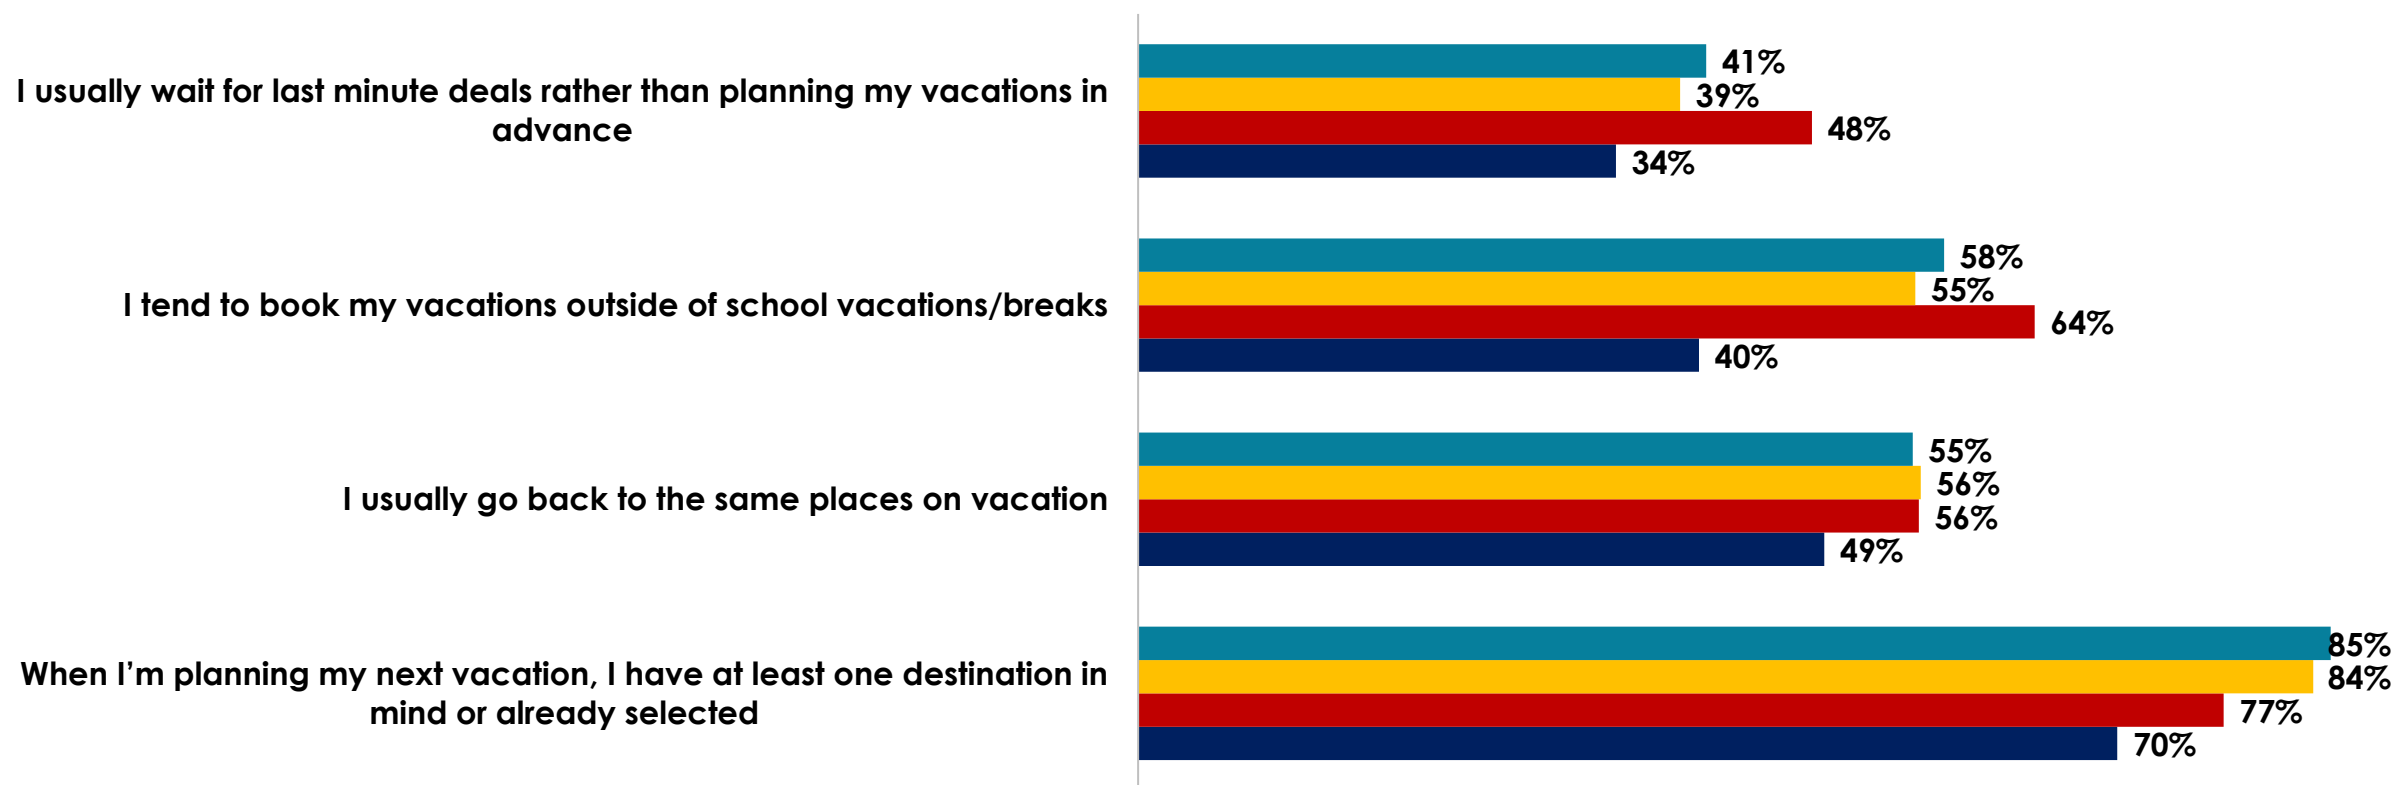 I usually wait for last minute deals rather than planning my vacations in
advance
41%
39%
48%
34%
I tend to book my vacations outside of school vacations/breaks
58%
55%
64%
40%
I usually go back to the same places on vacation
55%
56%
56%
49%
When I’m planning my next vacation, I have at least one destination in
mind or already selected
85%
84%
77%
70%